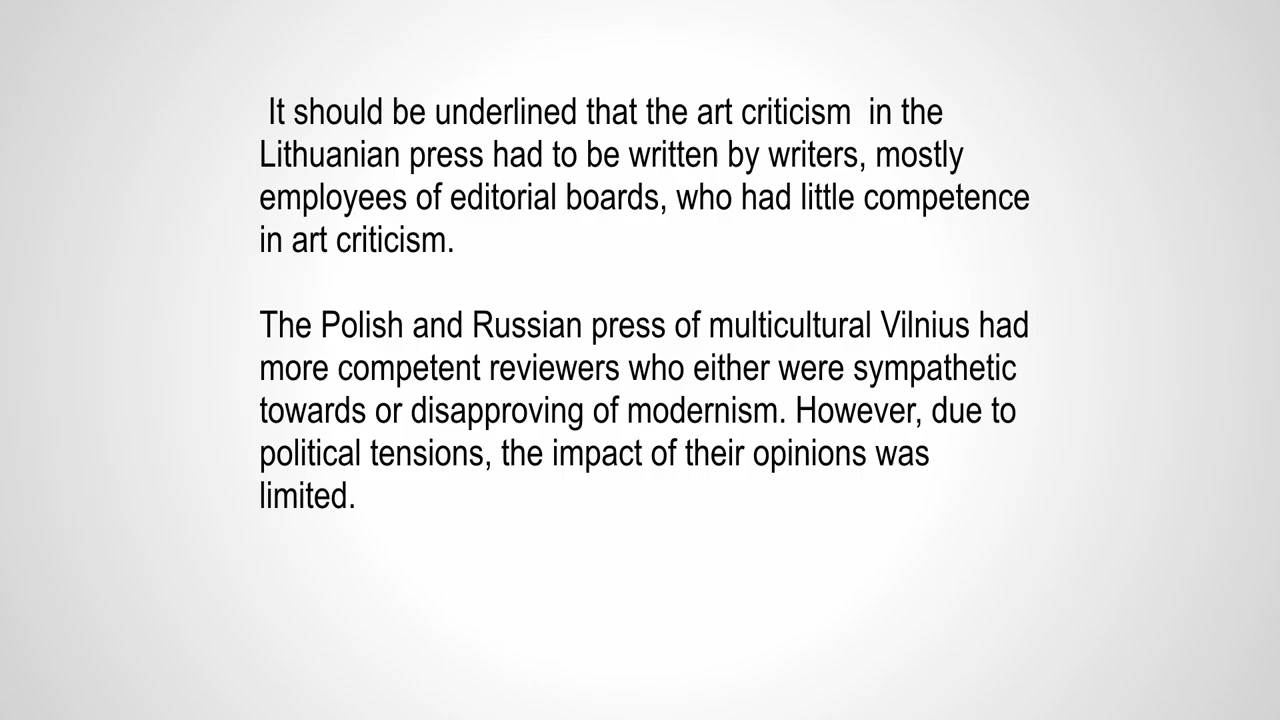 It should be underlined that the art criticism  in the
Lithuanian press had to be written by writers, mostly
employees of editorial boards, who had little competence
in art criticism.
The Polish and Russian press of multicultural Vilnius had
more competent reviewers who either were sympathetic
towards or disapproving of modernism. However, due to
political tensions, the impact of their opinions was
limited.